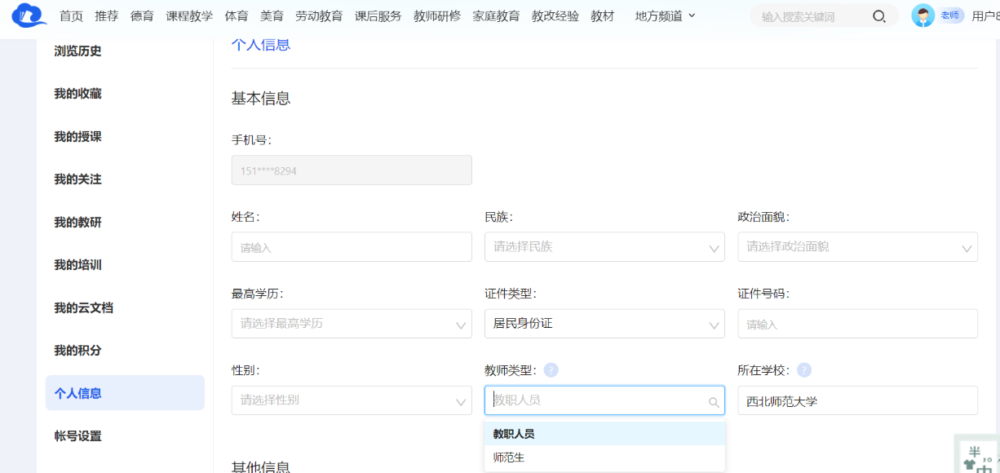 首页 推荐 德育 课程教学 体育 美育 劳动教育 课后服务 教师研修 家庭教育 教改经验 教材 地方频道 输入搜索关键词 老师 用户8
浏览历史
我的收藏
我的授课
我的关注
我的教研
我的培训
我的云文档
我的积分
个人信息
帐号设置
个人信息
基本信息
手机号:
151****8294
姓名: 民族: 政治面貌:
请输入 请选择民族 请选择政治面貌
最高学历: 证件类型: 证件号码:
请选择最高学历 居民身份证 请输入
性别: 教师类型: ? 所在学校: ?
请选择性别 教职人员 西北师范大学
教职人员
师范生
其他信息
半